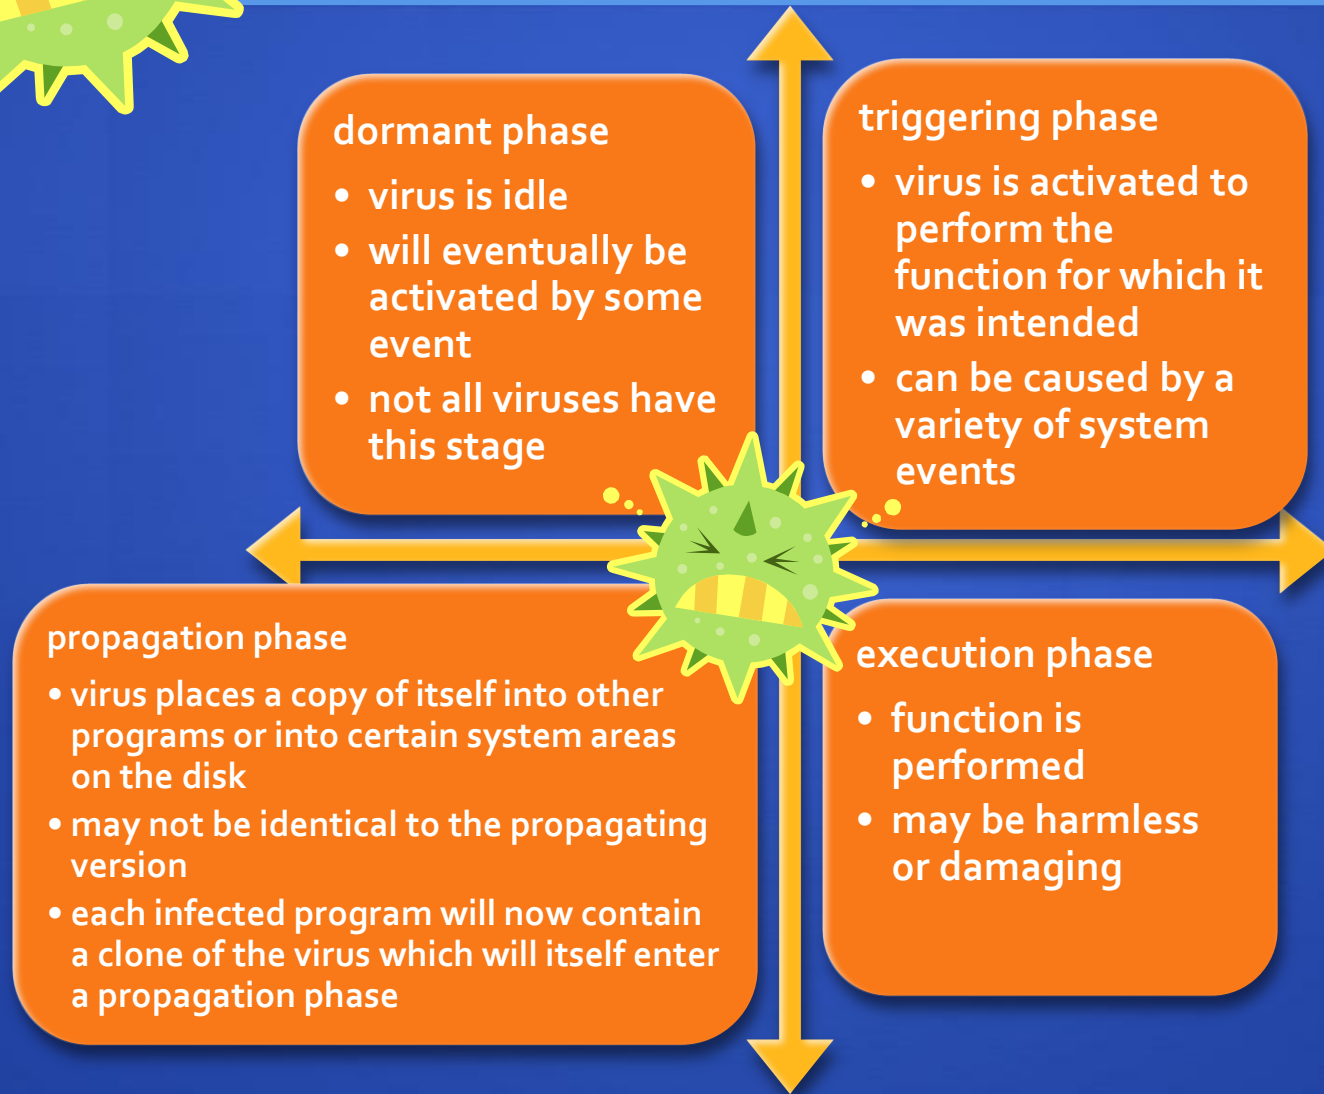 dormant phase
• virus is idle
• will eventually be
activated by some
event
• not all viruses have
this stage
triggering phase
• virus is activated to
perform the
function for which it
was intended
• can be caused by a
variety of system
events
propagation phase
• virus places a copy of itself into other
programs or into certain system areas
on the disk
• may not be identical to the propagating
version
• each infected program will now contain
a clone of the virus which will itself enter
a propagation phase
execution phase
• function is
performed
• may be harmless
or damaging